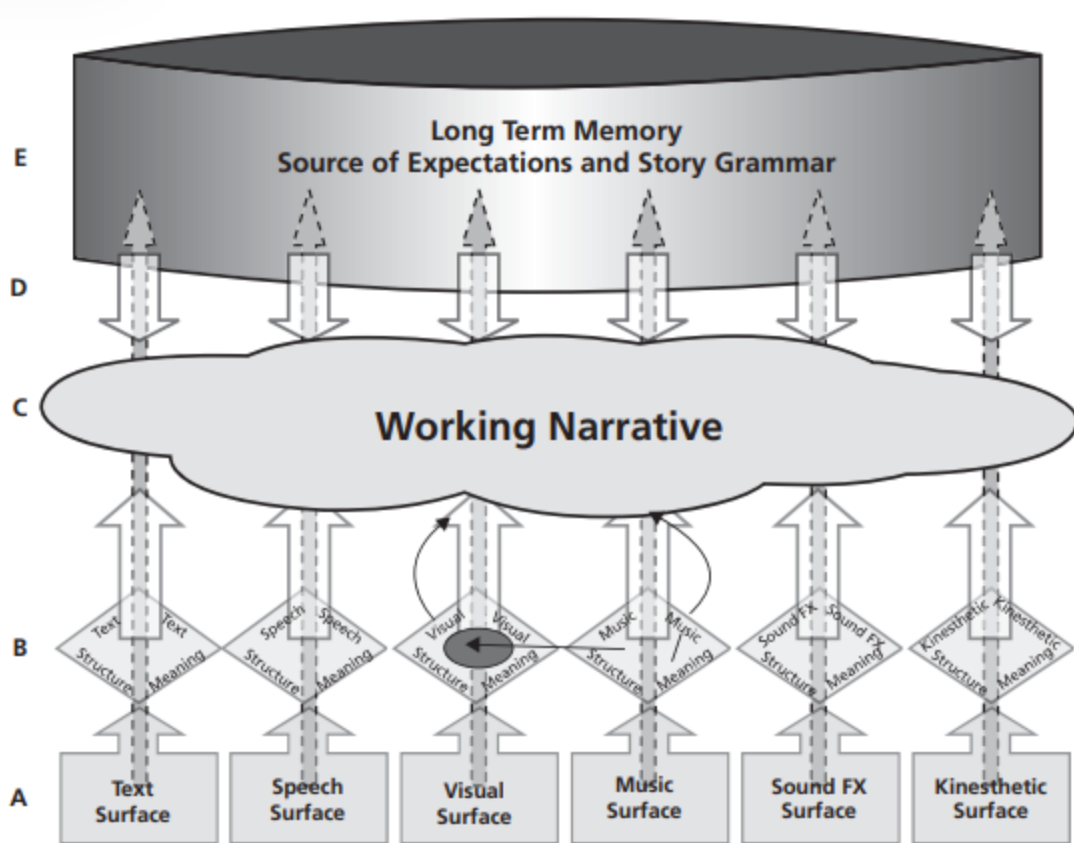 Long Term Memory
Source of Expectations and Story Grammar
E
D
C
Working Narrative
B
Text Text
Structure Meaning
Speech Speech
Structure Meaning
Visual Visual
Structure Meaning
Music Music
Structure Meaning
Sound FX Sound FX
Structure Meaning
Kinesthetic Kinesthetic
Structure Meaning
A
Text
Surface
Speech
Surface
Visual
Surface
Music
Surface
Sound FX
Surface
Kinesthetic
Surface